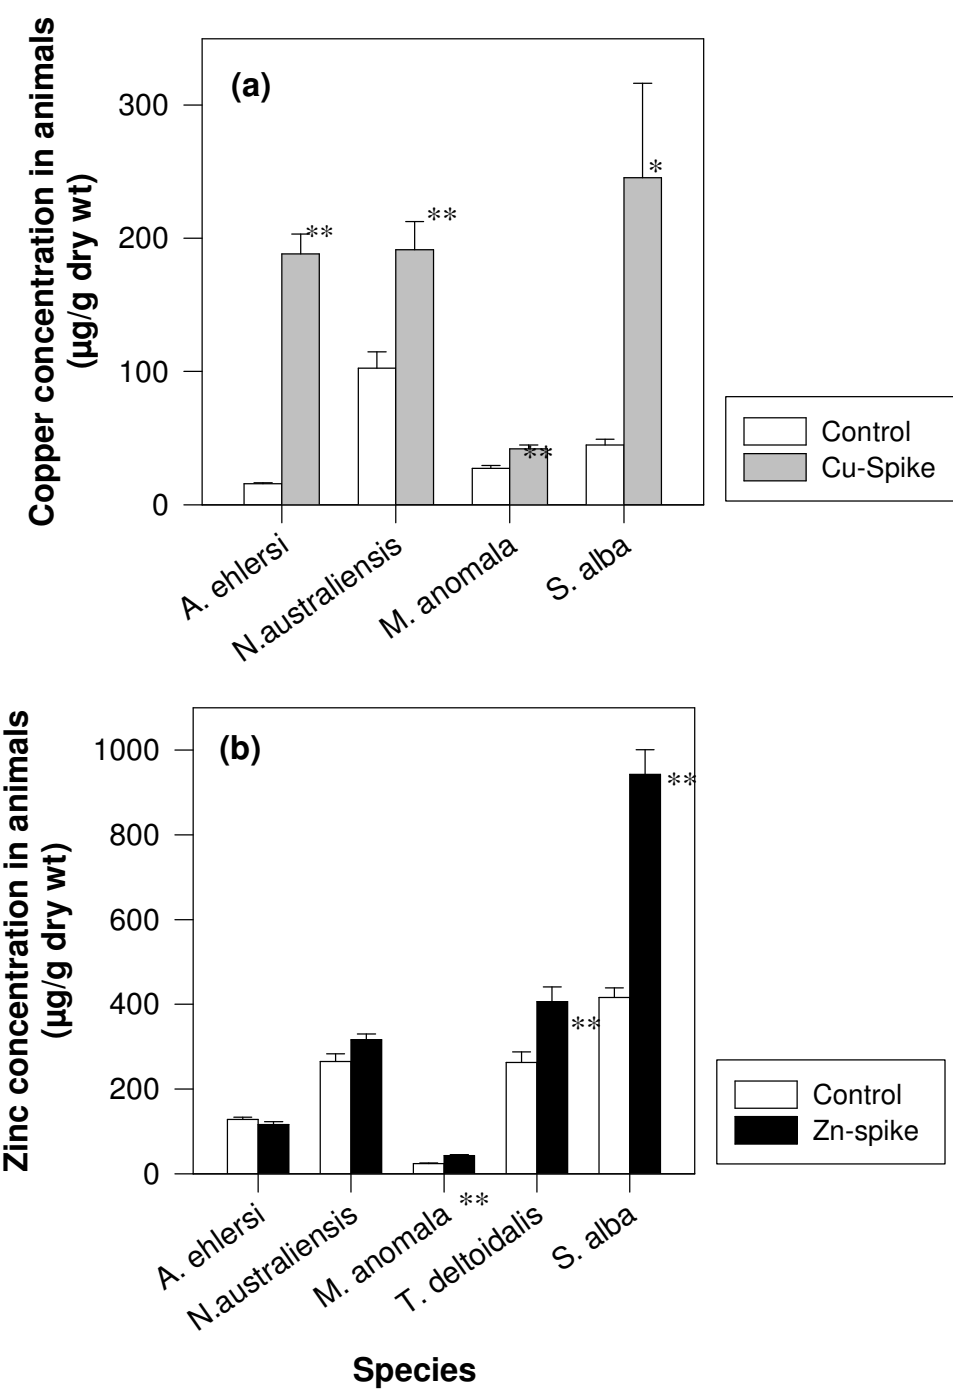 Copper concentration in animals
(µg/g dry wt)
(a)
300
200
100
0
**
**
**
*
A. ehlersi
N.australiensis
M. anomala
S. alba
Control
Cu-Spike
Zinc concentration in animals
(µg/g dry wt)
(b)
1000
800
600
400
200
0
**
**
**
A. ehlersi
N.australiensis
M. anomala
T. deltoidalis
S. alba
Control
Zn-spike
Species